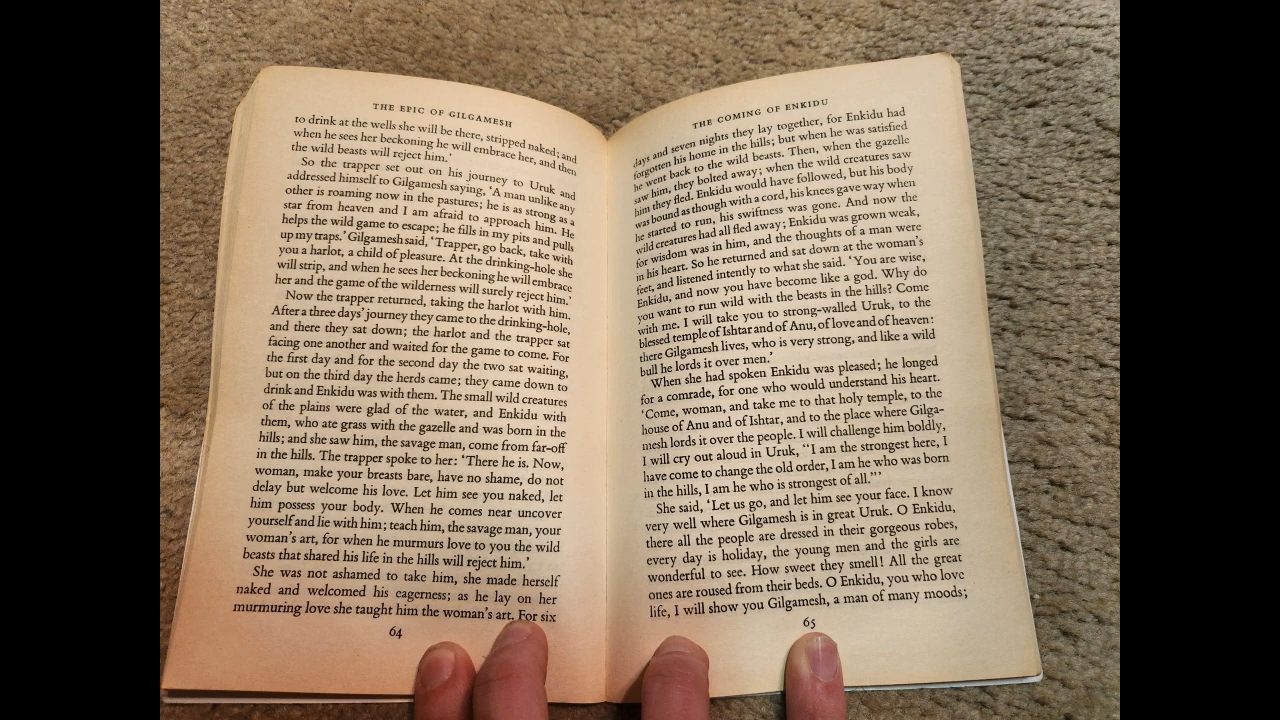 THE EPIC OF GILGAMESH
to drink at the wells she will be there, stripped naked; and
when he sees her beckoning he will embrace her, and then
the wild beasts will reject him.'
So the trapper set out on his journey to Uruk and
addressed himself to Gilgamesh saying, 'A man unlike any
other is roaming now in the pastures; he is as strong as a
star from heaven and I am afraid to approach him. He
helps the wild game to escape; he fills in my pits and pulls
up my traps.' Gilgamesh said, 'Trapper, go back, take with
you a harlot, a child of pleasure. At the drinking-hole she
will strip, and when he sees her beckoning he will embrace
her and the game of the wilderness will surely reject him.'
Now the trapper returned, taking the harlot with him.
After a three days' journey they came to the drinking-hole,
and there they sat down; the harlot and the trapper sat
facing one another and waited for the game to come. For
the first day and for the second day the two sat waiting,
but on the third day the herds came; they came down to
drink and Enkidu was with them. The small wild creatures
of the plains were glad of the water, and Enkidu with
them, who ate grass with the gazelle and was born in the
hills; and she saw him, the savage man, come from far-off
in the hills. The trapper spoke to her: 'There he is. Now,
woman, make your breasts bare, have no shame, do not
delay but welcome his love. Let him see you naked, let
him possess your body. When he comes near uncover
yourself and lie with him; teach him, the savage man, your
woman's art, for when he murmurs love to you the wild
beasts that shared his life in the hills will reject him.'
She was not ashamed to take him, she made herself
naked and welcomed his eagerness; as he lay on her
murmuring love she taught him the woman's art. For six
64
THE COMING OF ENKIDU
days and seven nights they lay together, for Enkidu had
forgotten his home in the hills; but when he was satisfied
he went back to the wild beasts. Then, when the gazelle
saw him, they bolted away; when the wild creatures saw
him they fled. Enkidu would have followed, but his body
was bound as though with a cord, his knees gave way when
he started to run, his swiftness was gone. And now the
wild creatures had all fled away; Enkidu was grown weak,
for wisdom was in him, and the thoughts of a man were
in his heart. So he returned and sat down at the woman's
feet, and listened intently to what she said. 'You are wise,
Enkidu, and now you have become like a god. Why do
you want to run wild with the beasts in the hills? Come
with me. I will take you to strong-walled Uruk, to the
blessed temple of Ishtar and of Anu, of love and of heaven:
there Gilgamesh lives, who is very strong, and like a wild
bull he lords it over men.'
When she had spoken Enkidu was pleased; he longed
for a comrade, for one who would understand his heart.
'Come, woman, and take me to that holy temple, to the
house of Anu and of Ishtar, and to the place where Gilga-
mesh lords it over the people. I will challenge him boldly,
I will cry out aloud in Uruk, "I am the strongest here, I
have come to change the old order, I am he who was born
in the hills, I am he who is strongest of all."'
She said, 'Let us go, and let him see your face. I know
very well where Gilgamesh is in great Uruk. O Enkidu,
there all the people are dressed in their gorgeous robes,
every day is holiday, the young men and the girls are
wonderful to see. How sweet they smell! All the great
ones are roused from their beds. O Enkidu, you who love
life, I will show you Gilgamesh, a man of many moods;
65